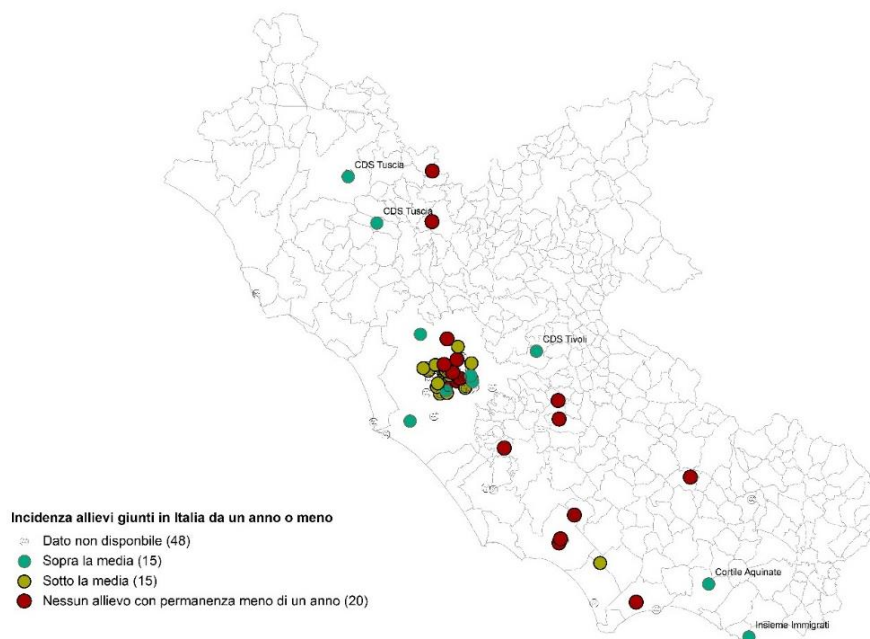 CDS Tuscia
CDS Tuscia
CDS Tivoli
Incidenza allievi giunti in Italia da un anno o meno
Dato non disponbile (48)
Sopra la media (15)
Sotto la media (15)
Nessun allievo con permanenza meno di un anno (20)
Cortile Aquinate
Insieme Immigrati